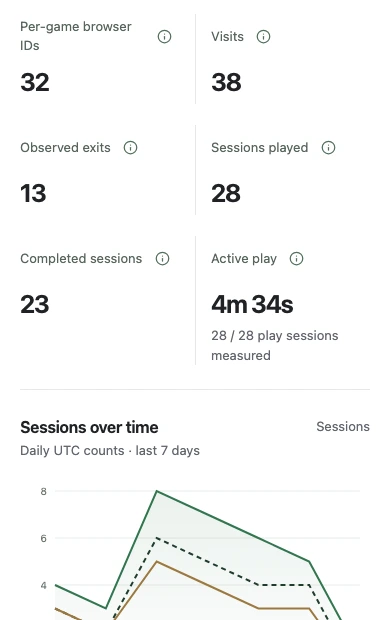 Per-game browser
IDs
Visits
32
38
Observed exits
Sessions played
13
28
Completed sessions
Active play
23
4m 34s
28 / 28 play sessions
measured
Sessions over time
Sessions
Daily UTC counts · last 7 days
8
6
4